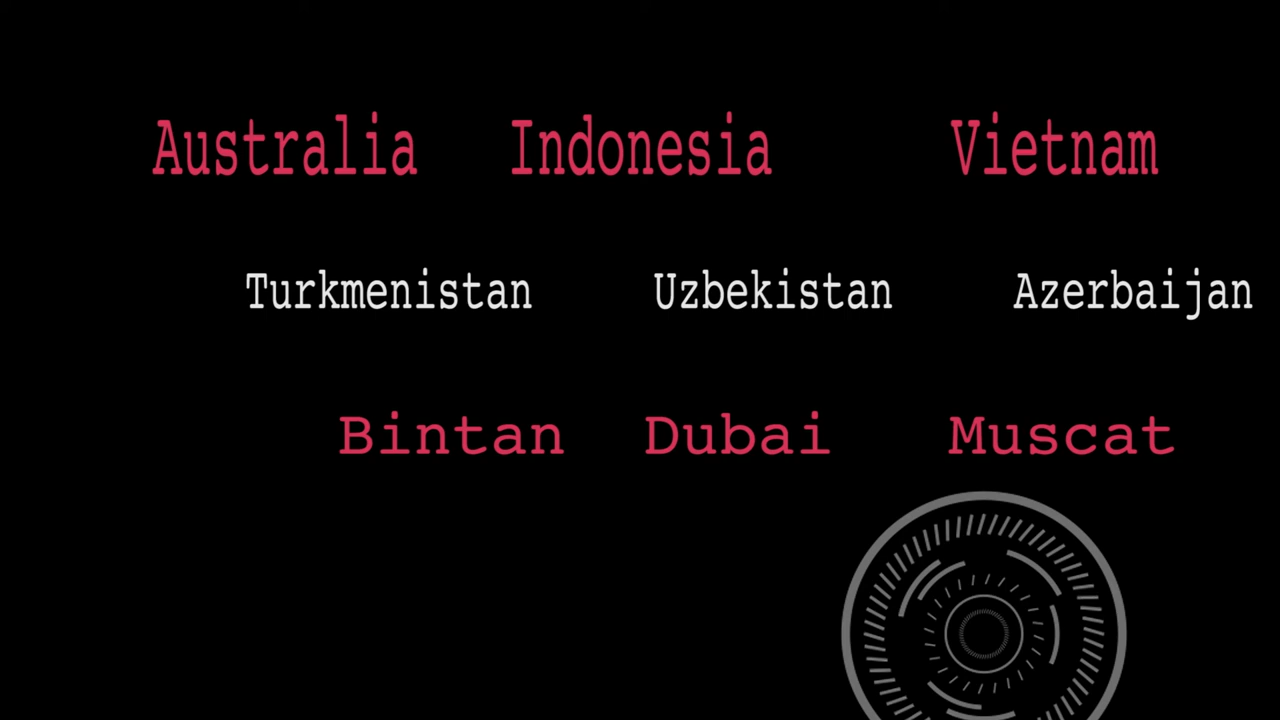 Australia Indonesia Vietnam
Turkmenistan Uzbekistan Azerbaijan
Bintan Dubai Muscat